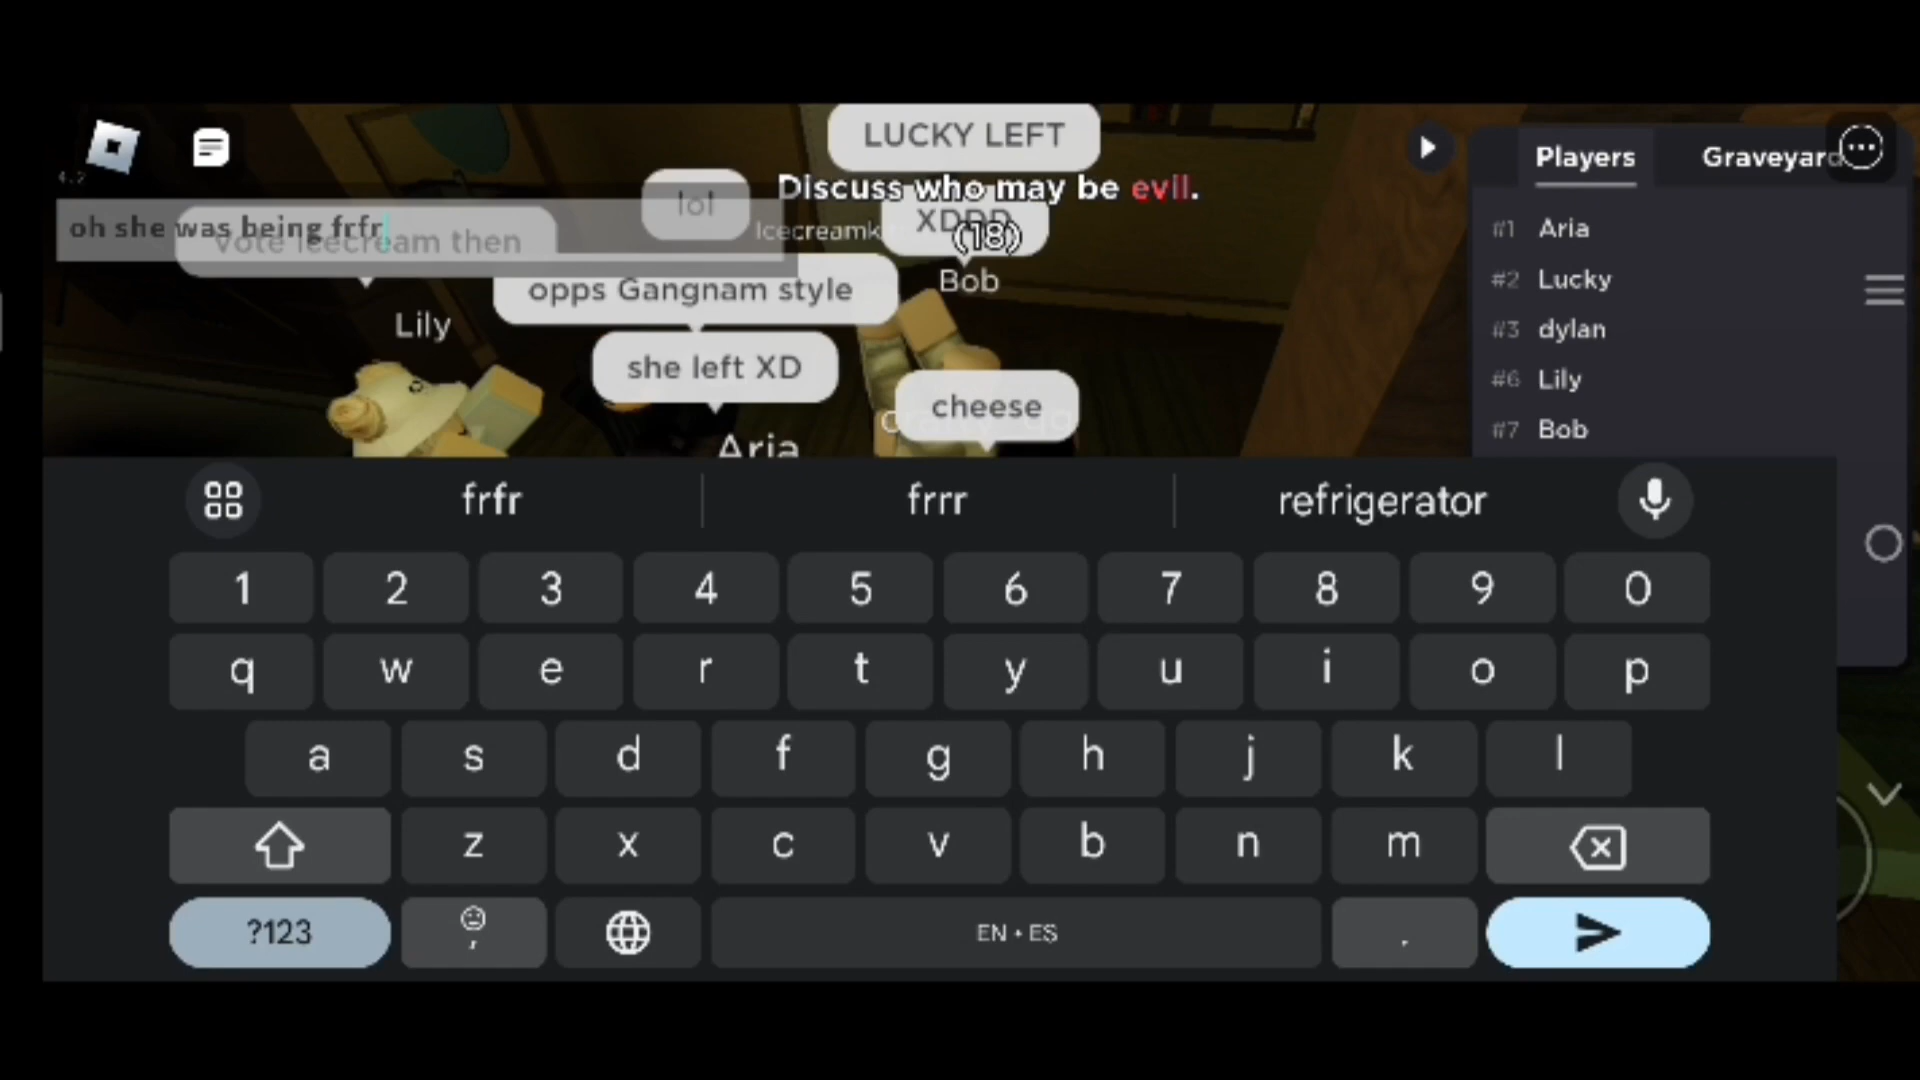 LUCKY LEFT
Players
Graveyard
4.2
lol
Discuss who may be evil.
oh she was being frfr
vote icecream then
Icecreamk
XDDD
(18)
#1 Aria
Bob
#2 Lucky
opps Gangnam style
Lily
#3 dylan
she left XD
#6 Lily
cheese
#7 Bob
Aria
frfr
frrr
refrigerator
1 2 3 4 5 6 7 8 9 0
q w e r t y u i o p
a s d f g h j k l
z x c v b n m
?123
,
EN • ES
.